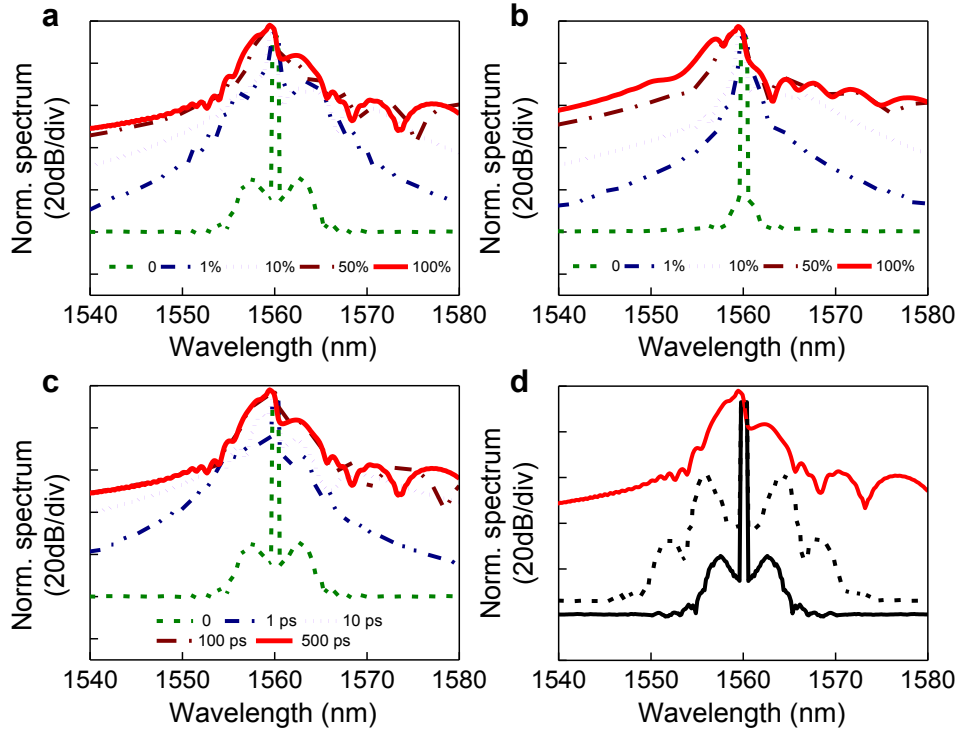 a
Norm. spectrum
(20dB/div)
0 1% 10% 50% 100%
1540 1550 1560 1570 1580
Wavelength (nm)
b
Norm. spectrum
(20dB/div)
0 1% 10% 50% 100%
1540 1550 1560 1570 1580
Wavelength (nm)
c
Norm. spectrum
(20dB/div)
0 1 ps 10 ps
100 ps 500 ps
1540 1550 1560 1570 1580
Wavelength (nm)
d
Norm. spectrum
(20dB/div)
1540 1550 1560 1570 1580
Wavelength (nm)